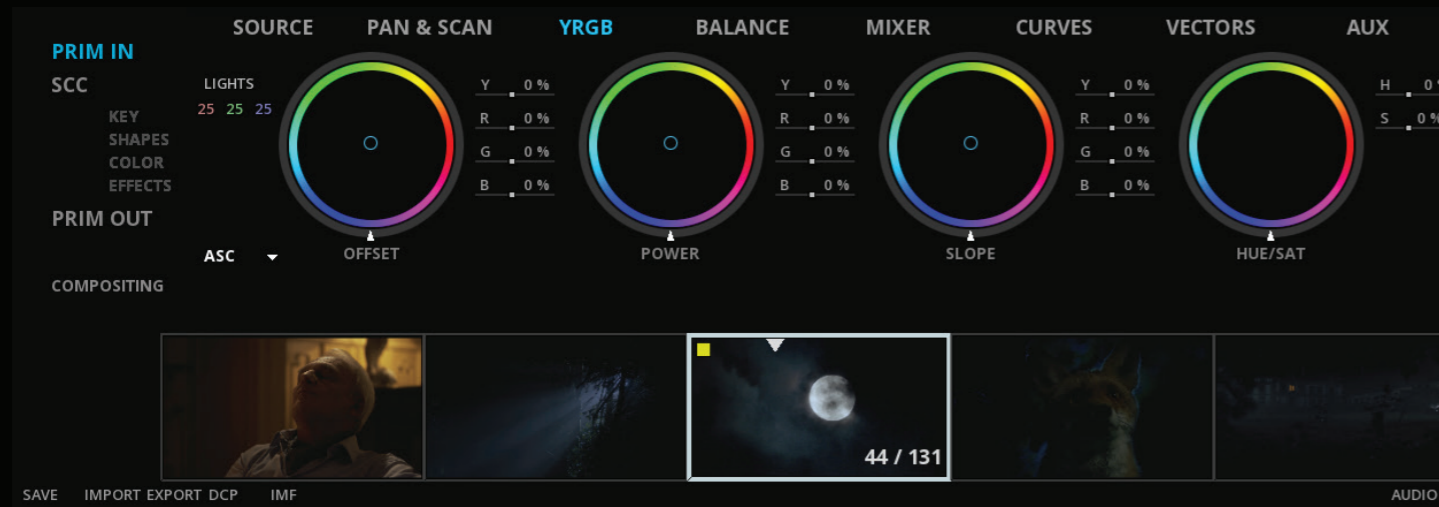 SOURCE PAN & SCAN YRGB BALANCE MIXER CURVES VECTORS AUX
PRIM IN
SCC
KEY
SHAPES
COLOR
EFFECTS
PRIM OUT
COMPOSITING
LIGHTS
25 25 25
ASC
Y 0 %
R 0 %
G 0 %
B 0 %
OFFSET
Y 0 %
R 0 %
G 0 %
B 0 %
POWER
Y 0 %
R 0 %
G 0 %
B 0 %
SLOPE
H 0
S 0 %
HUE/SAT
44 / 131
SAVE IMPORT EXPORT DCP IMF AUDIO